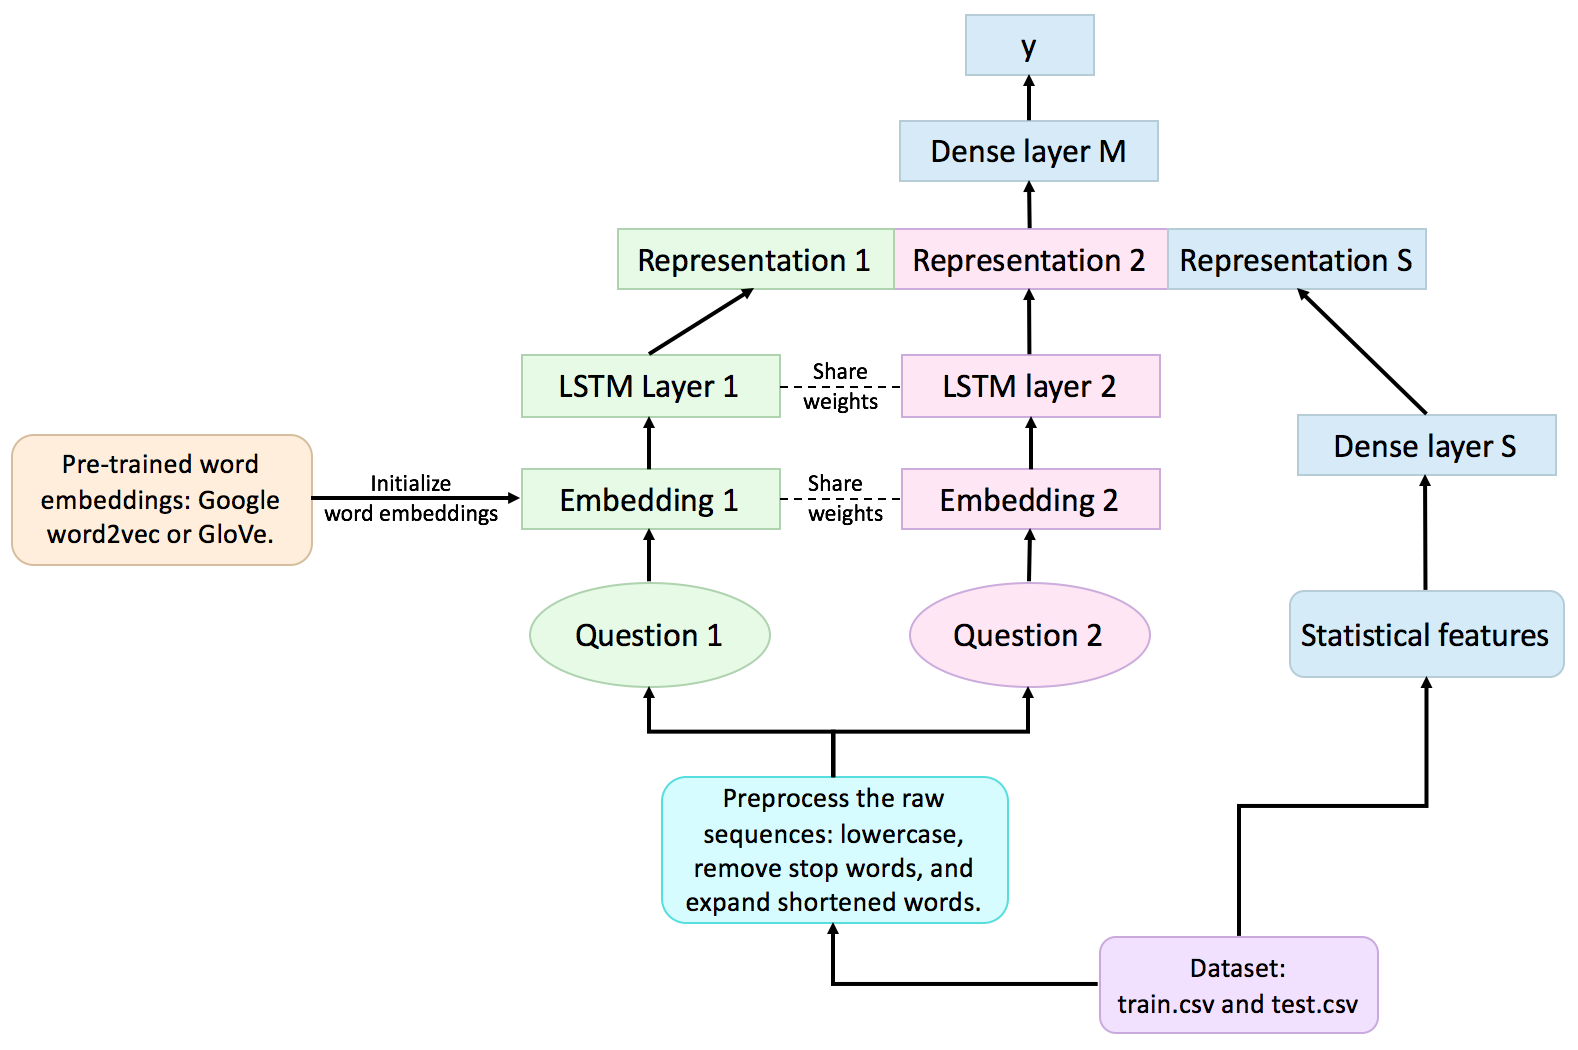 y
Dense layer M
Representation 1
Representation 2
Representation S
LSTM Layer 1
Share
weights
LSTM layer 2
Dense layer S
Pre-trained word
embeddings: Google
word2vec or GloVe.
Initialize
word embeddings
Embedding 1
Share
weights
Embedding 2
Question 1
Question 2
Statistical features
Preprocess the raw
sequences: lowercase,
remove stop words, and
expand shortened words.
Dataset:
train.csv and test.csv